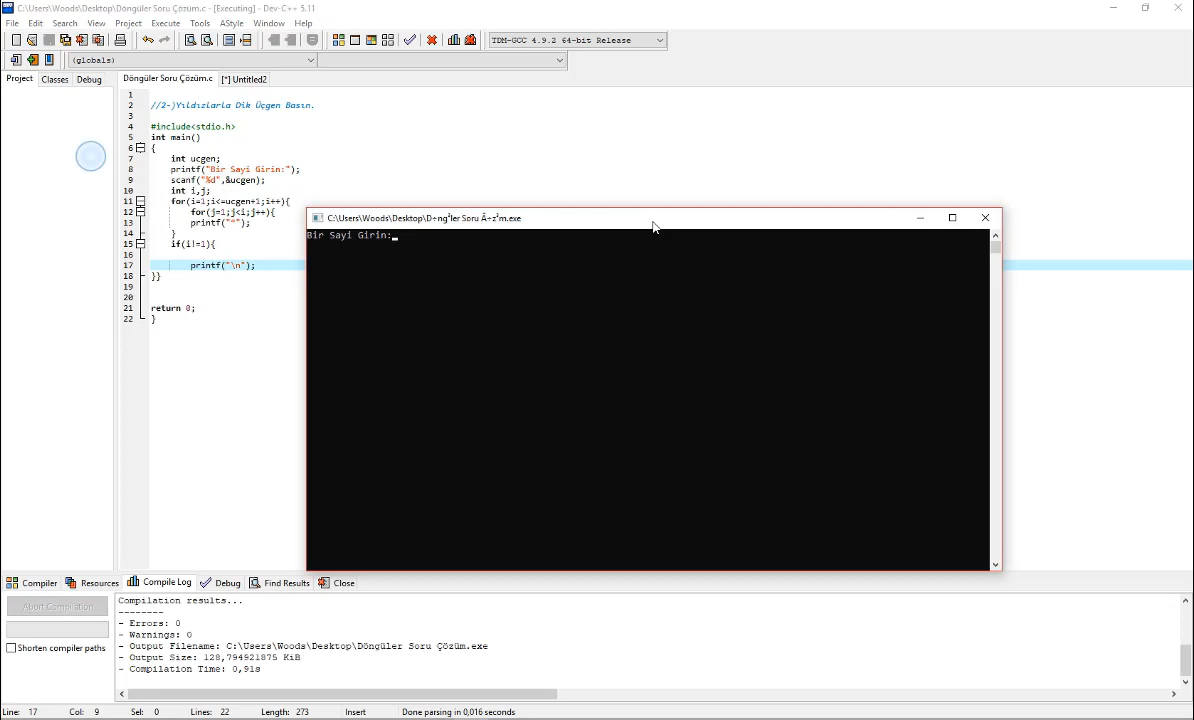 C:\Users\Woods\Desktop\Döngüler Soru Çözüm.c - [Executing] - Dev-C++ 5.11
File Edit Search View Project Execute Tools AStyle Window Help
TDM-GCC 4.9.2 64-bit Release
(globals)
Project Classes Debug
Döngüler Soru Çözüm.c [*] Untitled2
1
2 //2-)Yıldızlarla Dik Üçgen Basın.
3
4 #include<stdio.h>
5 int main()
6 {
7 int ucgen;
8 printf("Bir Sayi Girin:");
9 scanf("%d",&ucgen);
10 int i,j;
11 for(i=1;i<=ucgen+1;i++){
12 for(j=1;j<i;j++){
13 printf("*");
14 }
15 if(i!=1){
16
17 printf("\n");
18 }}
19
20
21 return 0;
22 }
C:\Users\Woods\Desktop\D÷ng³ler Soru Ã÷z³m.exe
Bir Sayi Girin:_
Compiler Resources Compile Log Debug Find Results Close
Abort Compilation
Shorten compiler paths
Compilation results...
--------
- Errors: 0
- Warnings: 0
- Output Filename: C:\Users\Woods\Desktop\Döngüler Soru Çözüm.exe
- Output Size: 128,794921875 KiB
- Compilation Time: 0,91s
Line: 17 Col: 9 Sel: 0 Lines: 22 Length: 273 Insert Done parsing in 0,016 seconds